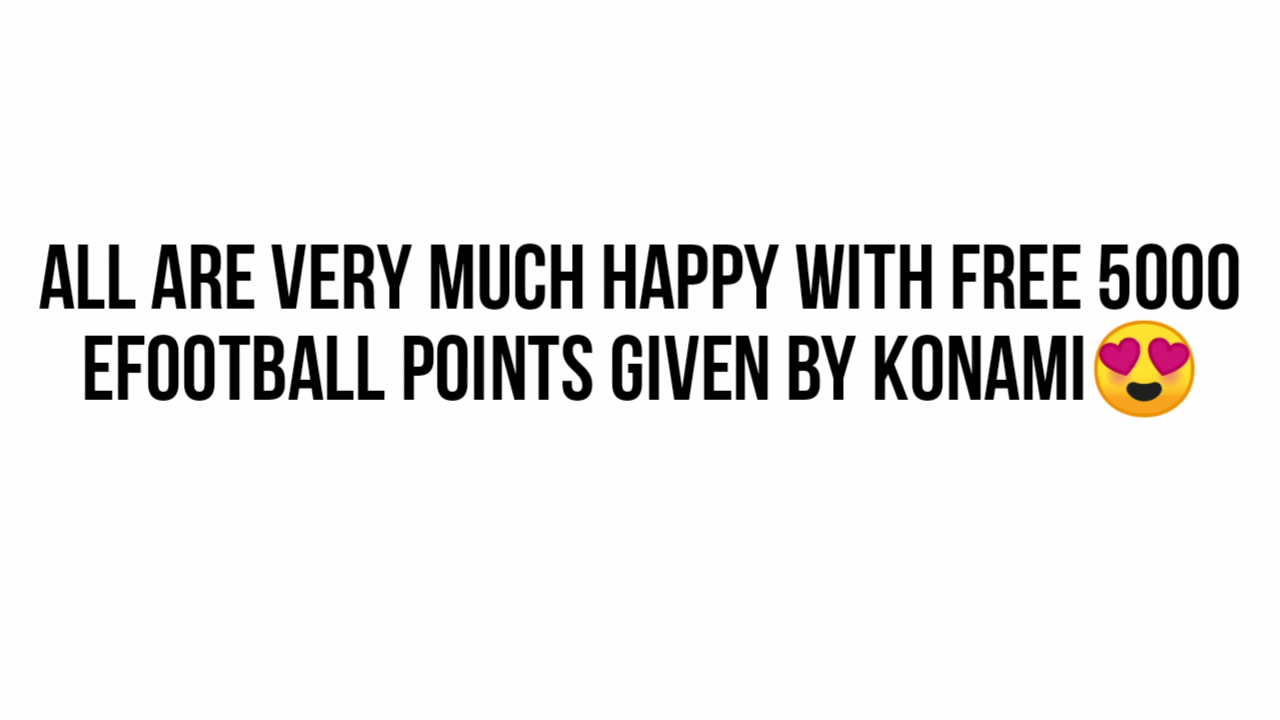 ALL ARE VERY MUCH HAPPY WITH FREE 5000
EFOOTBALL POINTS GIVEN BY KONAMI😍